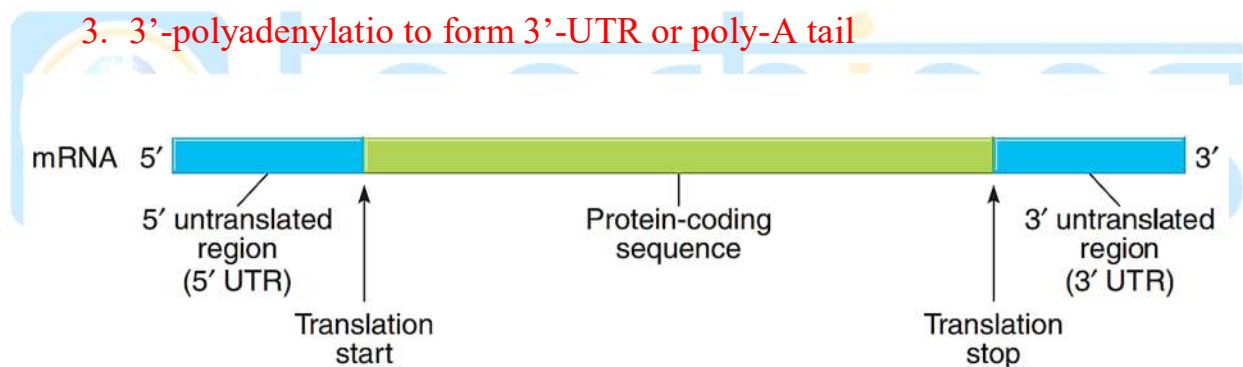 3. 3’-polyadenylatio to form 3’-UTR or poly-A tail
mRNA 5′ 3′
5′ untranslated region (5′ UTR)
Protein-coding sequence
3′ untranslated region (3′ UTR)
Translation start
Translation stop